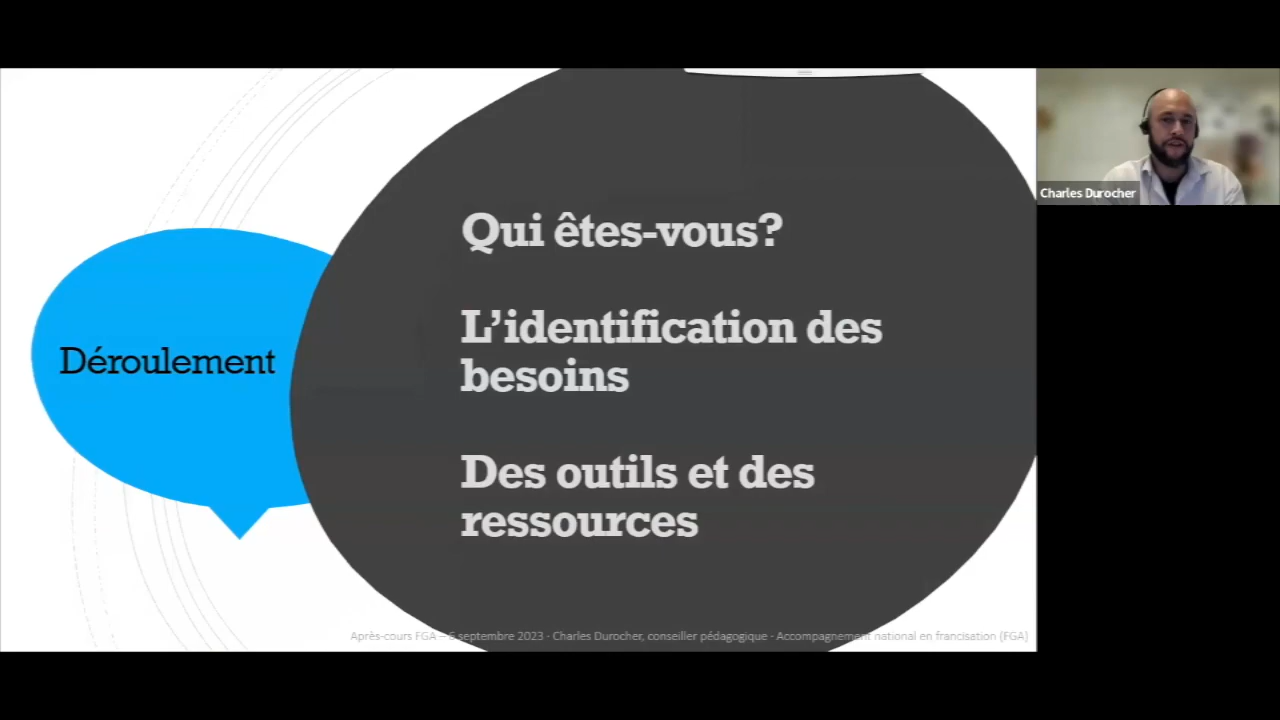 Déroulement
Qui êtes-vous?
L’identification des
besoins
Des outils et des
ressources
Après-cours FGA – 6 septembre 2023 - Charles Durocher, conseiller pédagogique - Accompagnement national en francisation (FGA)
Charles Durocher